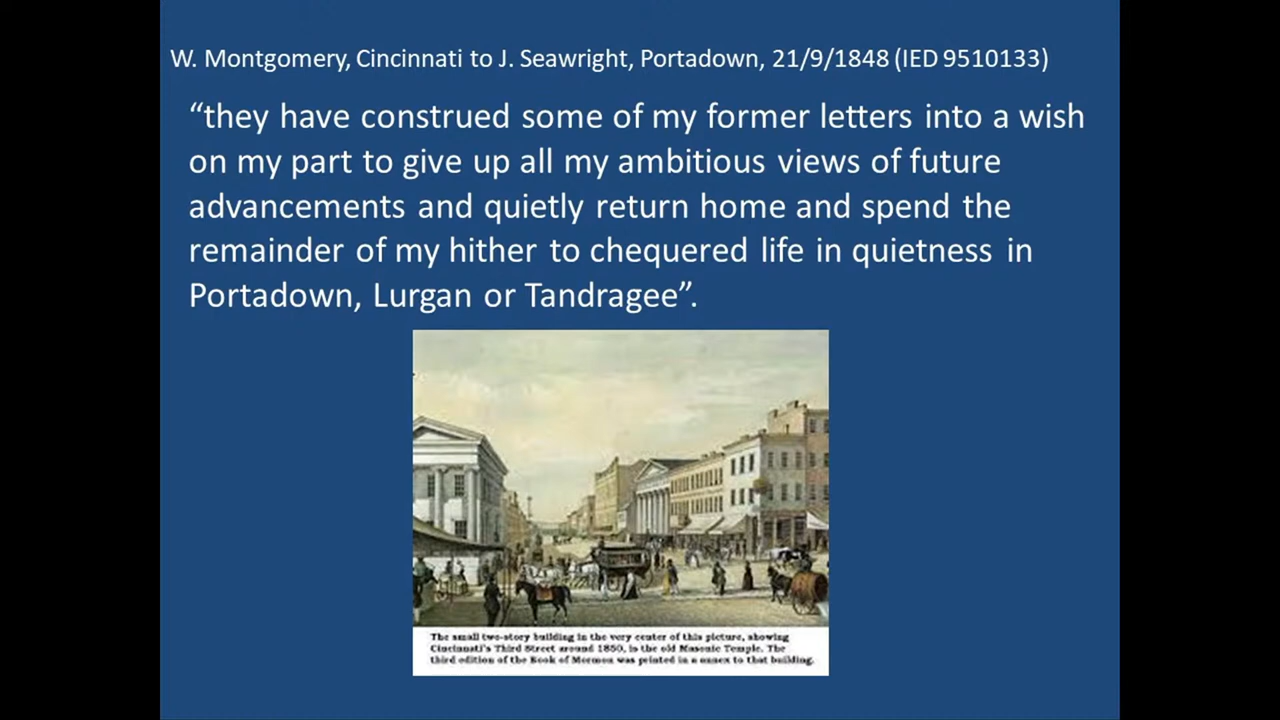 W. Montgomery, Cincinnati to J. Seawright, Portadown, 21/9/1848 (IED 9510133)
“they have construed some of my former letters into a wish
on my part to give up all my ambitious views of future
advancements and quietly return home and spend the
remainder of my hither to chequered life in quietness in
Portadown, Lurgan or Tandragee”.
The small two-story building in the very center of this picture, showing
Cincinnati's Third Street around 1850, is the old Masonic Temple. The
third edition of the Book of Mormon was printed in a annex to that building.